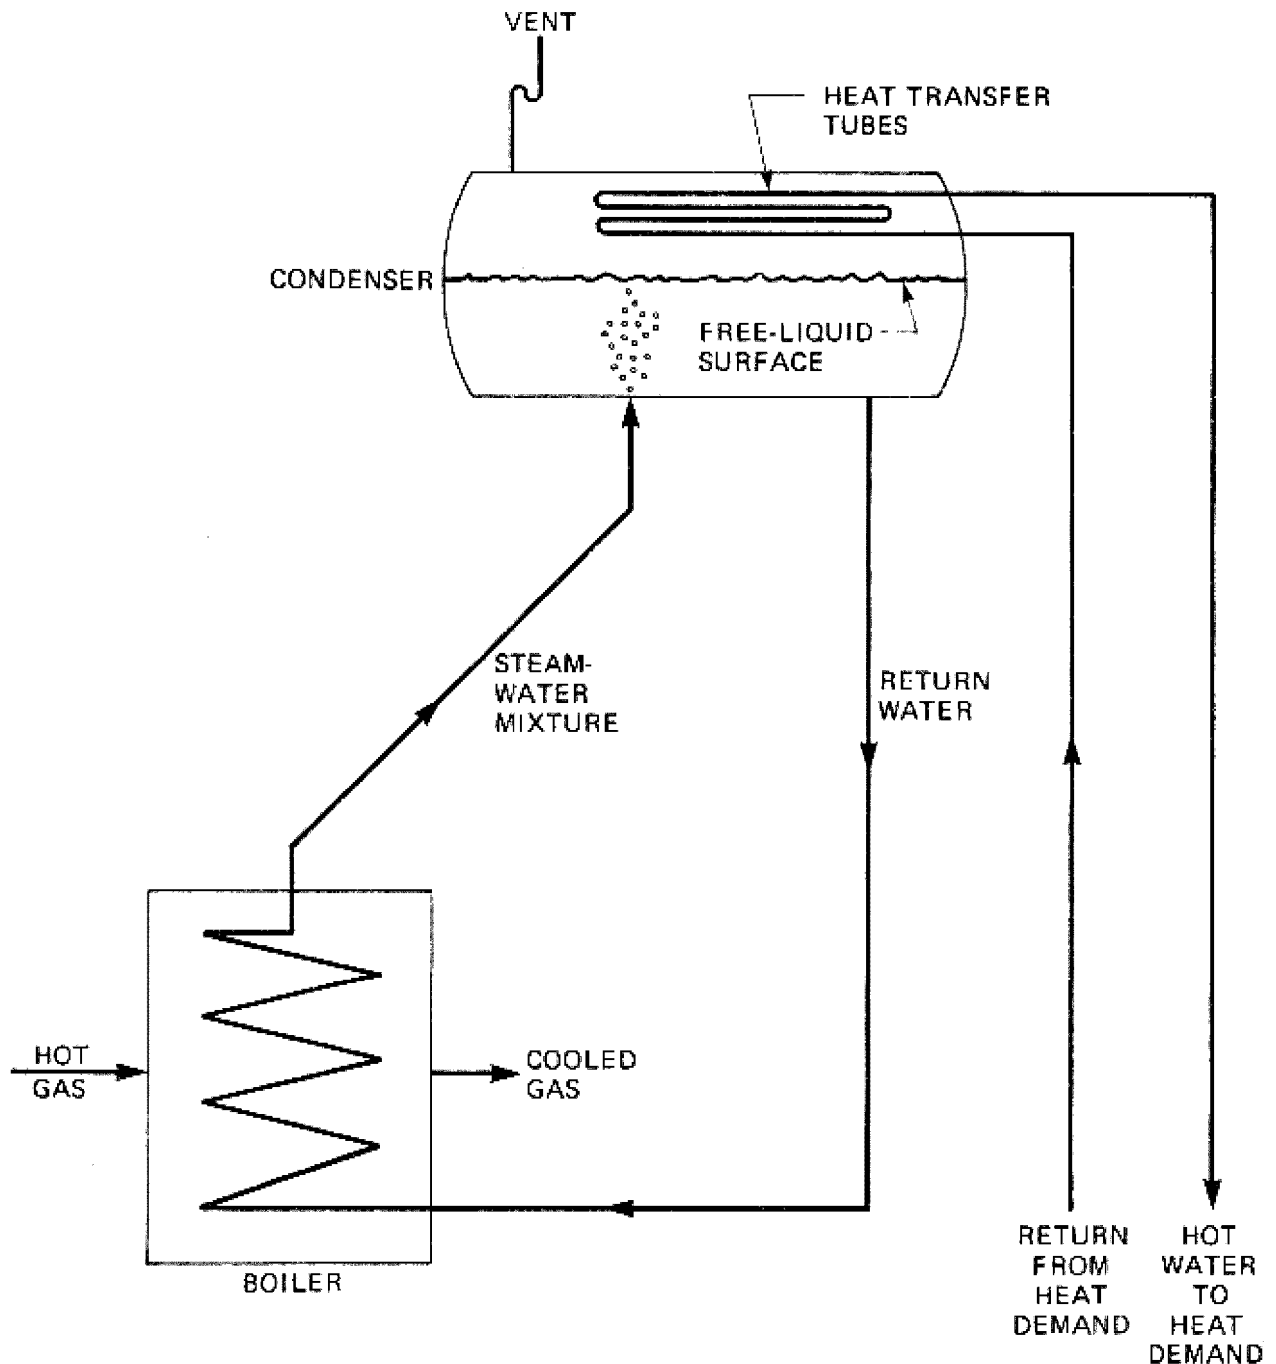 VENT
HEAT TRANSFER
TUBES
CONDENSER
FREE-LIQUID
SURFACE
STEAM-
WATER
MIXTURE
RETURN
WATER
HOT
GAS
COOLED
GAS
BOILER
RETURN
FROM
HEAT
DEMAND
HOT
WATER
TO
HEAT
DEMAND